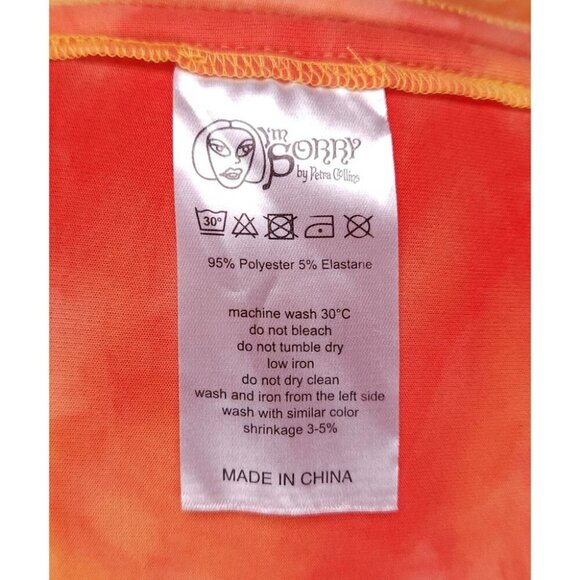 I'm
Sorry
by Petra Collins
30°
95% Polyester 5% Elastane
machine wash 30°C
do not bleach
do not tumble dry
low iron
do not dry clean
wash and iron from the left side
wash with similar color
shrinkage 3-5%
MADE IN CHINA